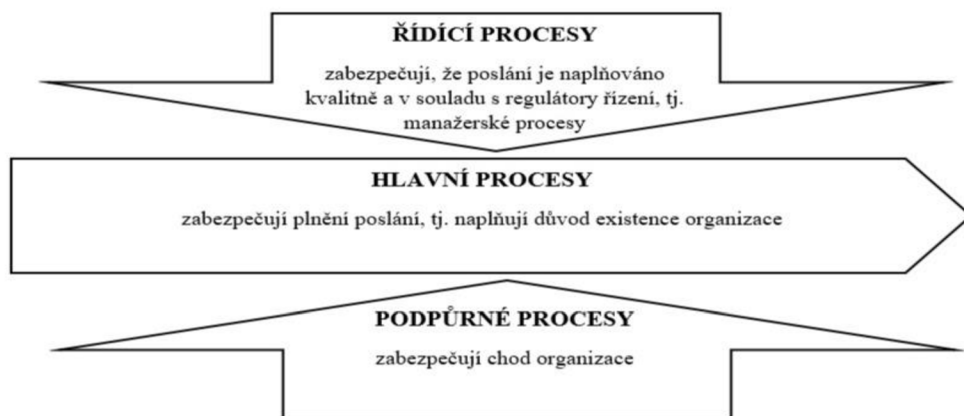 ŘÍDÍCÍ PROCESY
zabezpečují, že poslání je naplňováno
kvalitně a v souladu s regulátory řízení, tj.
manažerské procesy
HLAVNÍ PROCESY
zabezpečují plnění poslání, tj. naplňují důvod existence organizace
PODPŮRNÉ PROCESY
zabezpečují chod organizace